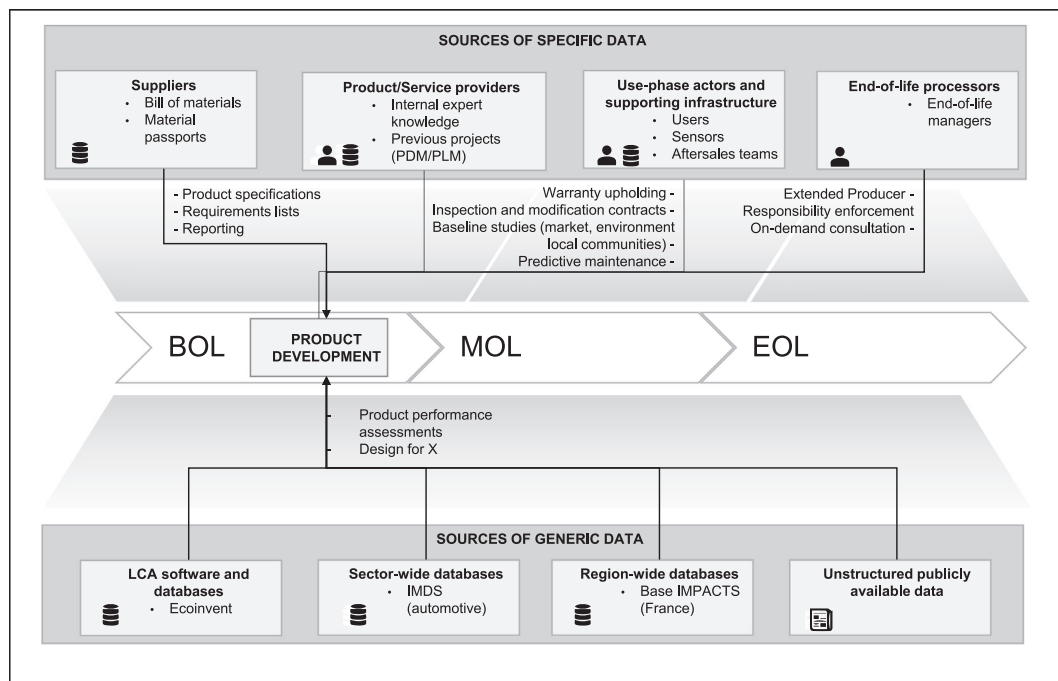 SOURCES OF SPECIFIC DATA
Suppliers
• Bill of materials
• Material
passports
Product/Service providers
• Internal expert
knowledge
• Previous projects
(PDM/PLM)
Use-phase actors and
supporting infrastructure
• Users
• Sensors
• Aftersales teams
End-of-life processors
• End-of-life
managers
- Product specifications
- Requirements lists
- Reporting
Warranty upholding -
Inspection and modification contracts -
Baseline studies (market, environment
local communities) -
Predictive maintenance -
Extended Producer -
Responsibility enforcement
On-demand consultation -
BOL
PRODUCT
DEVELOPMENT
MOL
EOL
- Product performance
assessments
- Design for X
SOURCES OF GENERIC DATA
LCA software and
databases
• Ecoinvent
Sector-wide databases
• IMDS
(automotive)
Region-wide databases
• Base IMPACTS
(France)
Unstructured publicly
available data